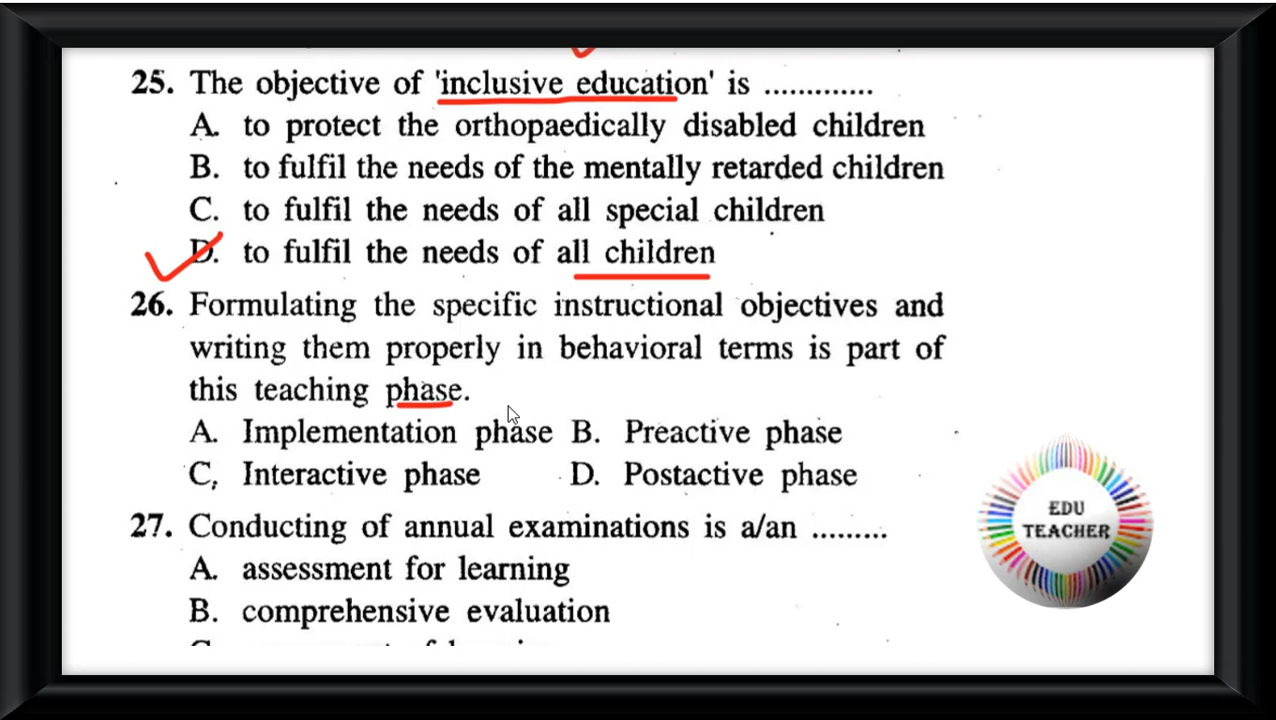 25. The objective of 'inclusive education' is .............
A. to protect the orthopaedically disabled children
B. to fulfil the needs of the mentally retarded children
C. to fulfil the needs of all special children
D. to fulfil the needs of all children
26. Formulating the specific instructional objectives and
writing them properly in behavioral terms is part of
this teaching phase.
A. Implementation phase B. Preactive phase
C, Interactive phase D. Postactive phase
27. Conducting of annual examinations is a/an .........
A. assessment for learning
B. comprehensive evaluation
EDU
TEACHER